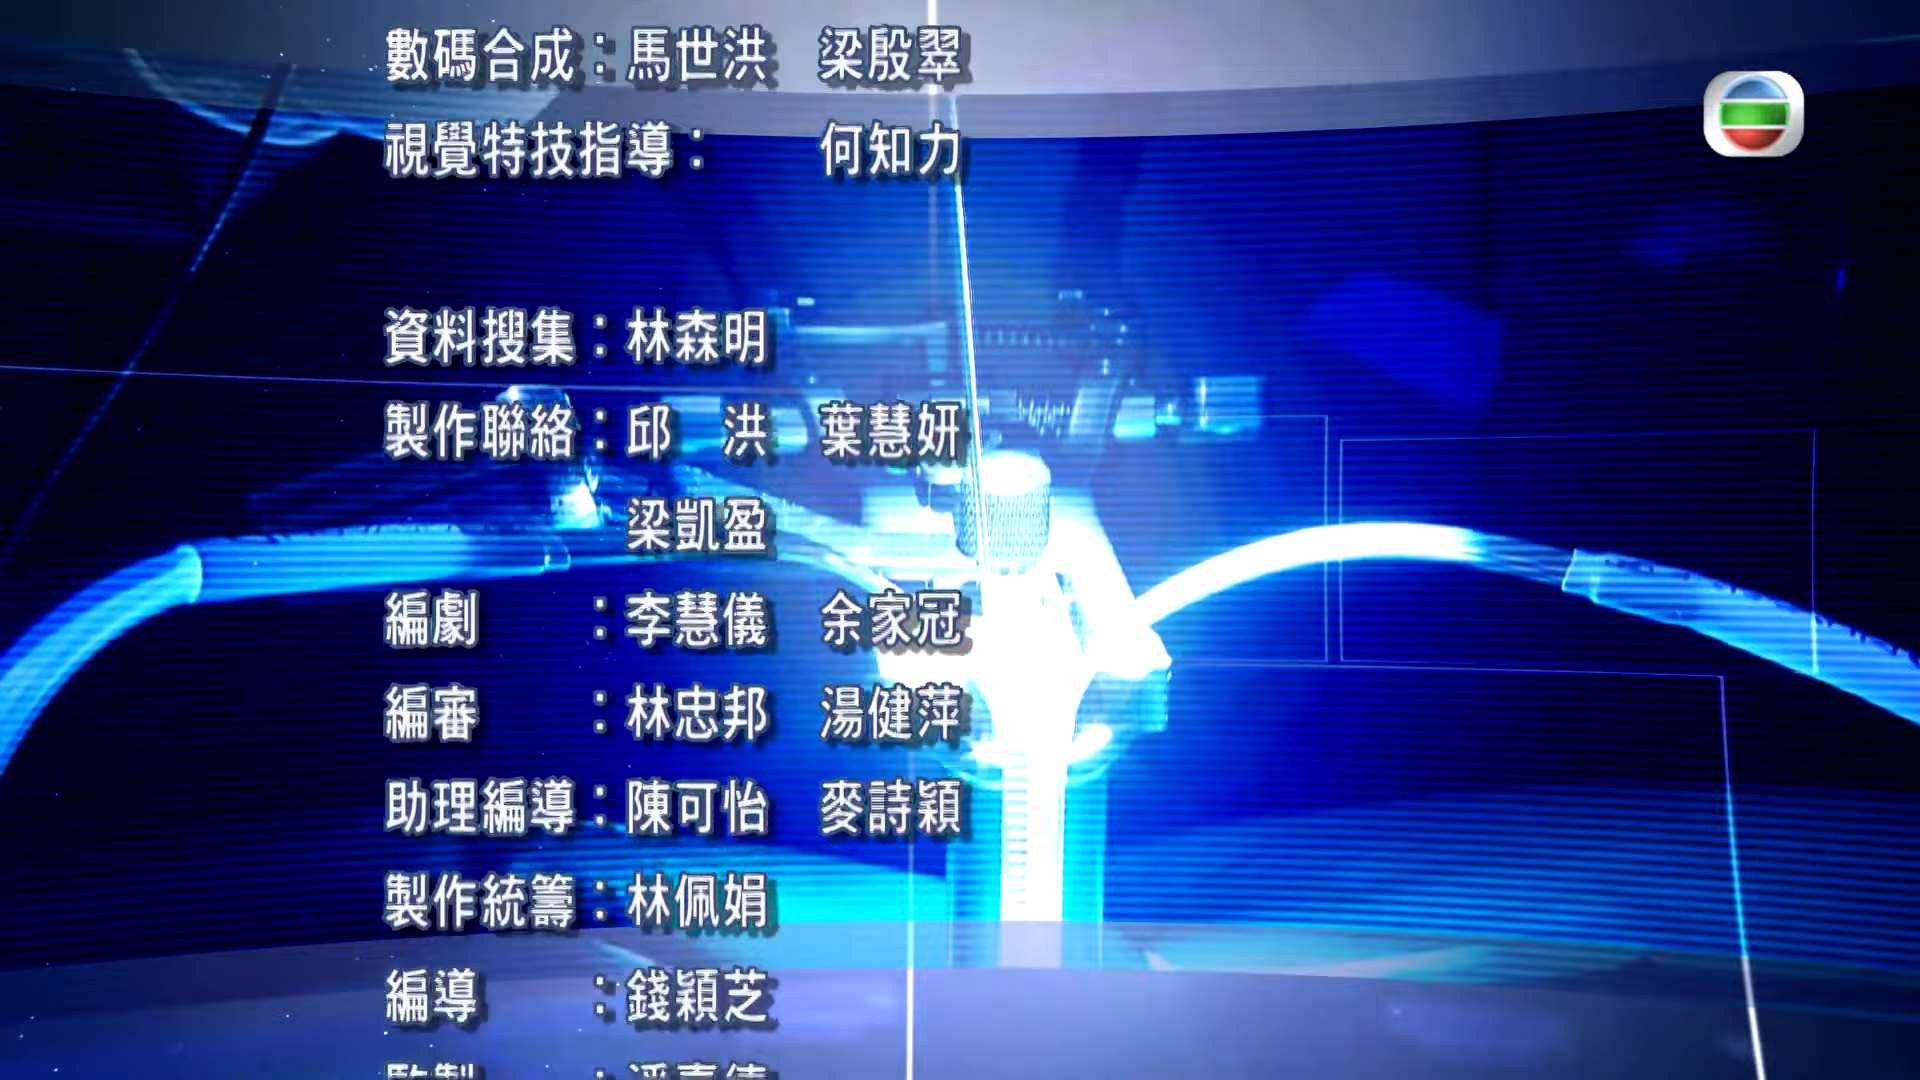 數碼合成：馬世洪　梁殷翠
視覺特技指導：　　何知力
資料搜集：林森明
製作聯絡：邱　洪　葉慧妍
梁凱盈
編劇　　：李慧儀　余家冠
編審　　：林忠邦　湯健萍
助理編導：陳可怡　麥詩穎
製作統籌：林佩娟
編導　　：錢穎芝